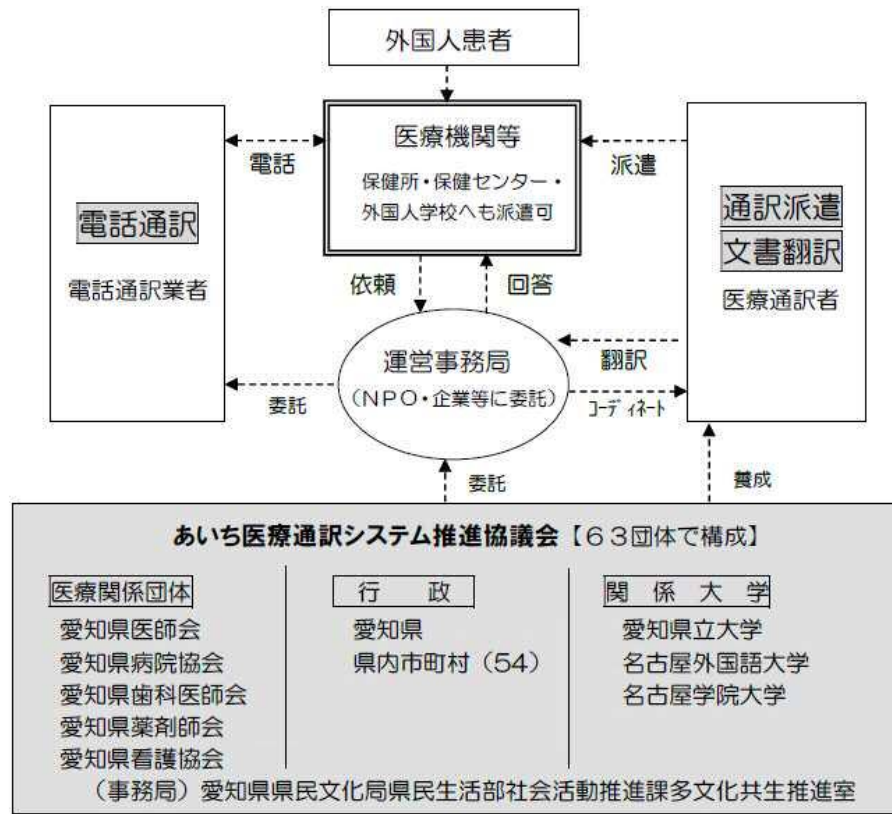 外国人患者
医療機関等
保健所・保健センター・
外国人学校へも派遣可
電話
派遣
電話通訳
電話通訳業者
通訳派遣
文書翻訳
医療通訳者
依頼
回答
運営事務局
(NPO・企業等に委託)
翻訳
委託
コーディネート
委託
養成
あいち医療通訳システム推進協議会【63団体で構成】
医療関係団体
愛知県医師会
愛知県病院協会
愛知県歯科医師会
愛知県薬剤師会
愛知県看護協会
行 政
愛知県
県内市町村(54)
関 係 大 学
愛知県立大学
名古屋外国語大学
名古屋学院大学
(事務局)愛知県県民文化局県民生活部社会活動推進課多文化共生推進室